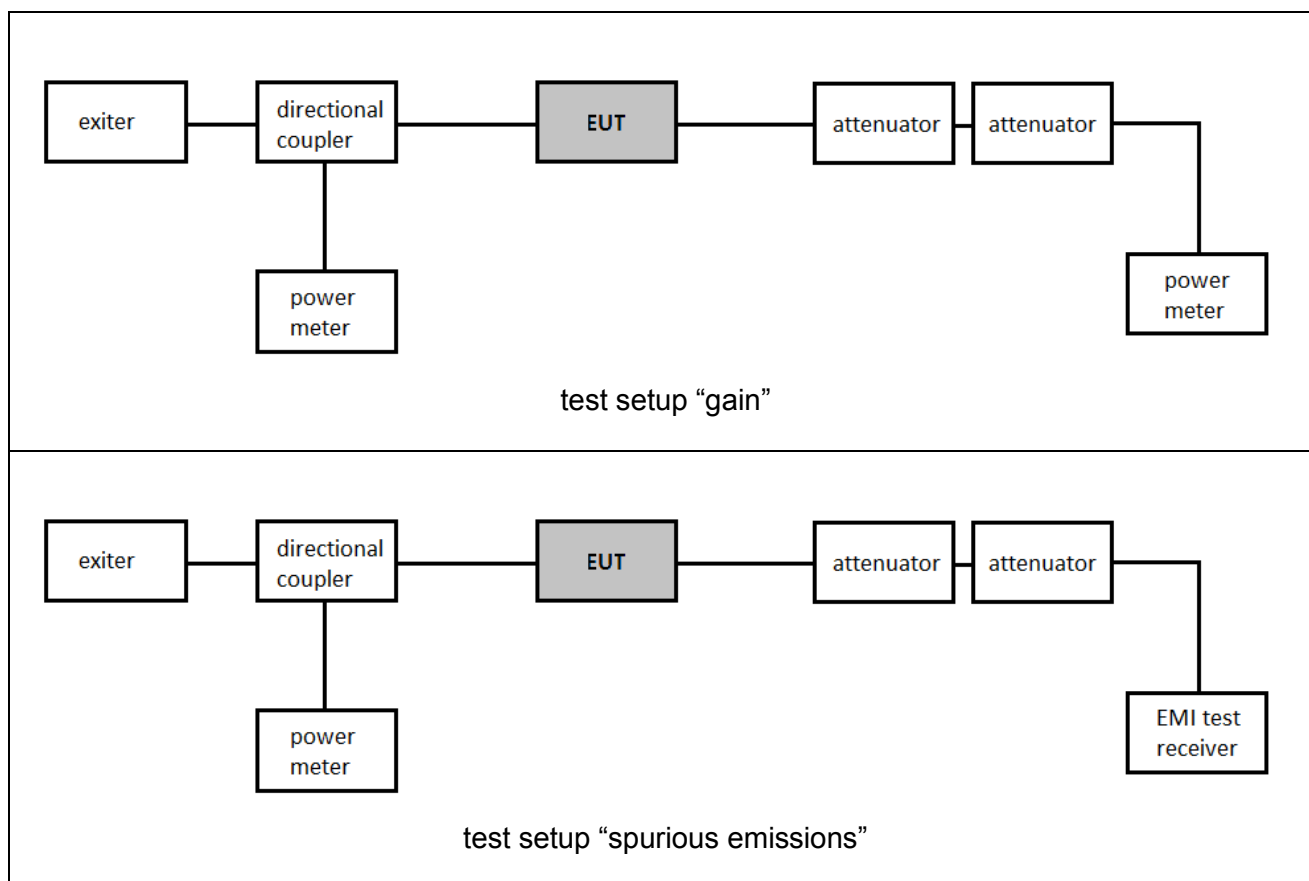 exiter
directional
coupler
EUT
attenuator
attenuator
power
meter
power
meter
test setup “gain”
exiter
directional
coupler
EUT
attenuator
attenuator
power
meter
EMI test
receiver
test setup “spurious emissions”